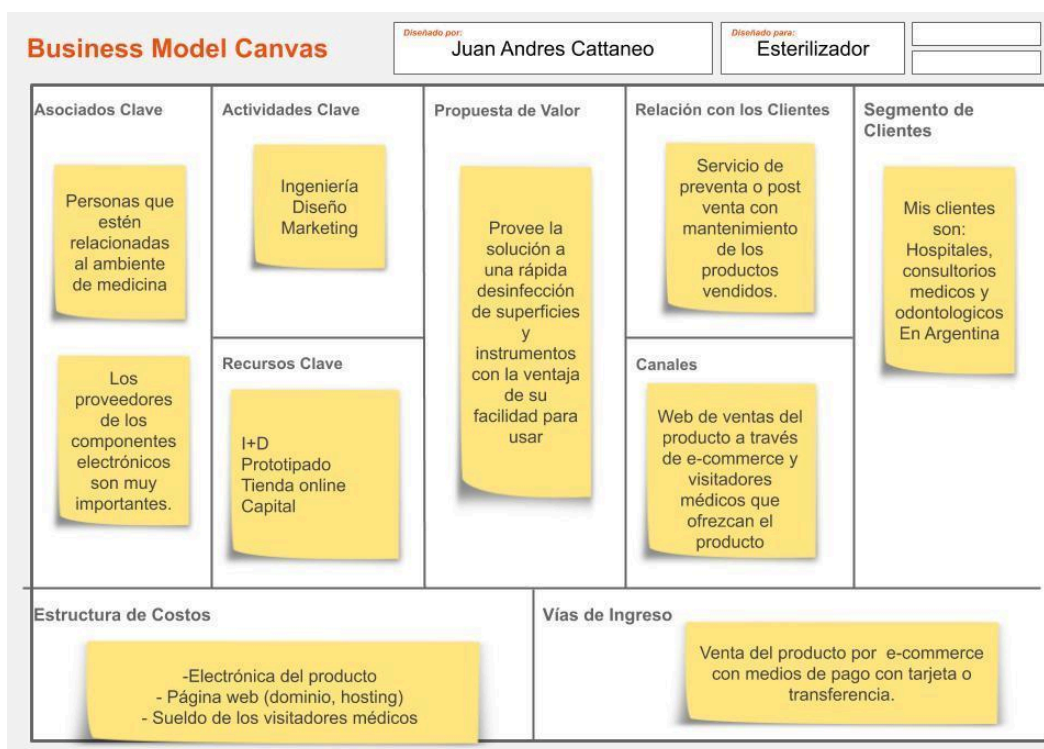 Business Model Canvas
Diseñado por:
Juan Andres Cattaneo
Diseñado para:
Esterilizador
Asociados Clave
Personas que
estén
relacionadas
al ambiente
de medicina
Los
proveedores
de los
componentes
electrónicos
son muy
importantes.
Actividades Clave
Ingeniería
Diseño
Marketing
Recursos Clave
I+D
Prototipado
Tienda online
Capital
Propuesta de Valor
Provee la
solución a
una rápida
desinfección
de superficies
y
instrumentos
con la ventaja
de su
facilidad para
usar
Relación con los Clientes
Servicio de
preventa o post
venta con
mantenimiento
de los
productos
vendidos.
Canales
Web de ventas del
producto a través
de e-commerce y
visitadores
médicos que
ofrezcan el
producto
Segmento de
Clientes
Mis clientes
son:
Hospitales,
consultorios
medicos y
odontologicos
En Argentina
Estructura de Costos
-Electrónica del producto
- Página web (dominio, hosting)
- Sueldo de los visitadores médicos
Vías de Ingreso
Venta del producto por e-commerce
con medios de pago con tarjeta o
transferencia.